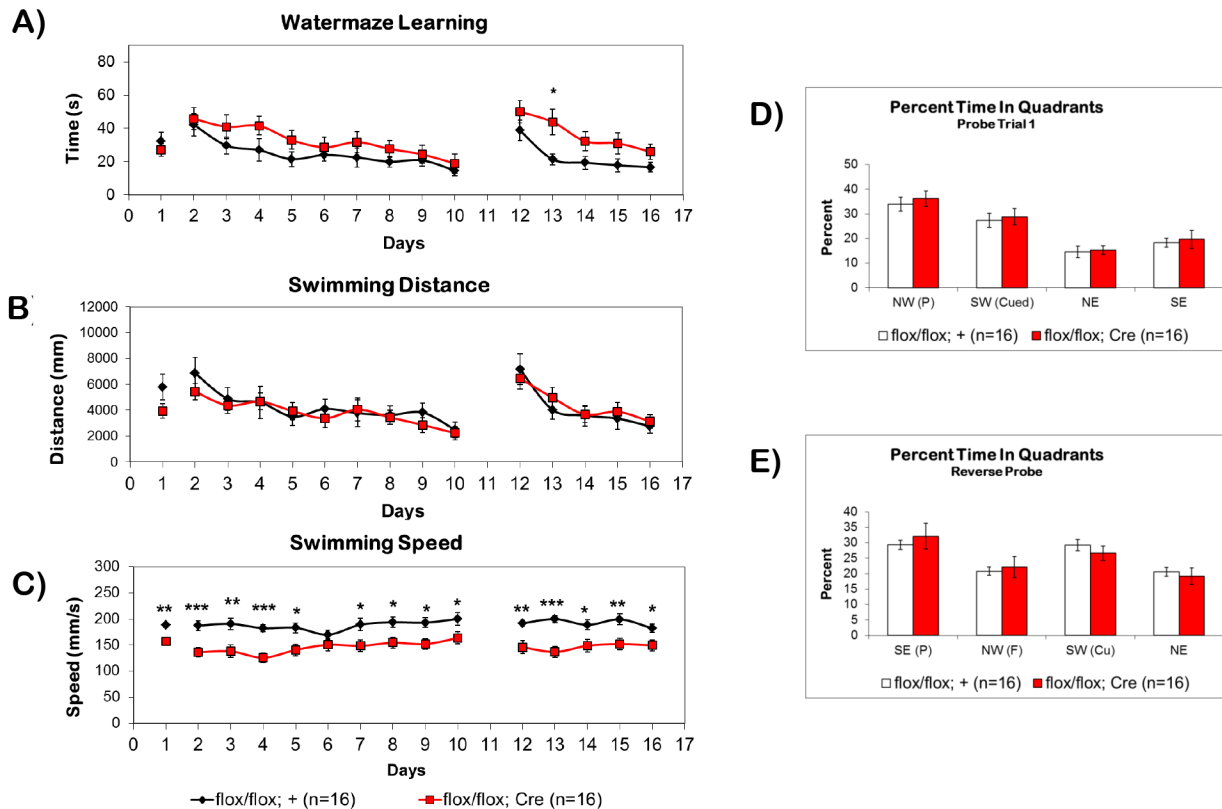 A)
Watermaze Learning
Time (s)
80
60
40
20
0
*
0 1 2 3 4 5 6 7 8 9 10 12 13 14 15 16 17
Days
B)
Swimming Distance
Distance (mm)
12000
10000
8000
6000
4000
2000
0
0 1 2 3 4 5 6 7 8 9 10 12 13 14 15 16 17
Days
C)
Swimming Speed
Speed (mm/s)
300
250
200
150
100
50
0
** *** ** *** * * * * * ** *** * ** *
0 1 2 3 4 5 6 7 8 9 10 11 12 13 14 15 16 17
Days
flox/flox; + (n=16) flox/flox; Cre (n=16)
D)
Percent Time In Quadrants
Probe Trial 1
Percent
50
40
30
20
10
0
NW (P) SW (Cued) NE SE
flox/flox; + (n=16) flox/flox; Cre (n=16)
E)
Percent Time In Quadrants
Reverse Probe
Percent
40
35
30
25
20
15
10
5
0
SE (P) NW (F) SW (Cu) NE
flox/flox; + (n=16) flox/flox; Cre (n=16)